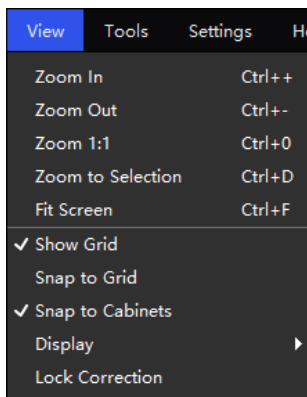 View Tools Settings
Zoom In Ctrl++
Zoom Out Ctrl+-
Zoom 1:1 Ctrl+0
Zoom to Selection Ctrl+D
Fit Screen Ctrl+F
Show Grid
Snap to Grid
Snap to Cabinets
Display
Lock Correction